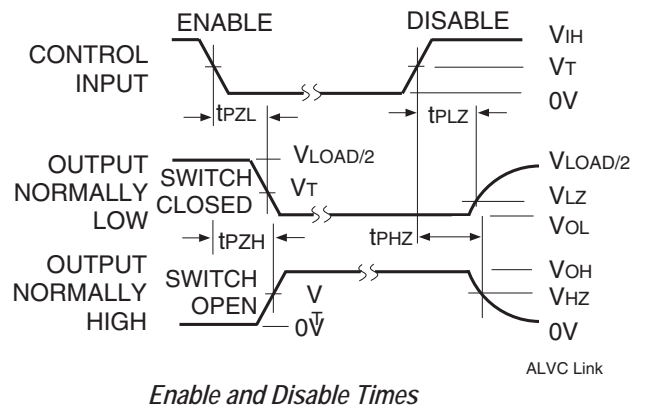 ENABLE DISABLE
CONTROL INPUT
VIH
VT
0V
tPZL tPLZ
OUTPUT NORMALLY LOW
SWITCH CLOSED
VLOAD/2
VT
VLOAD/2
VLZ
VOL
tPZH tPHZ
OUTPUT NORMALLY HIGH
SWITCH OPEN
VT
0V
VOH
VHZ
0V
ALVC Link
Enable and Disable Times